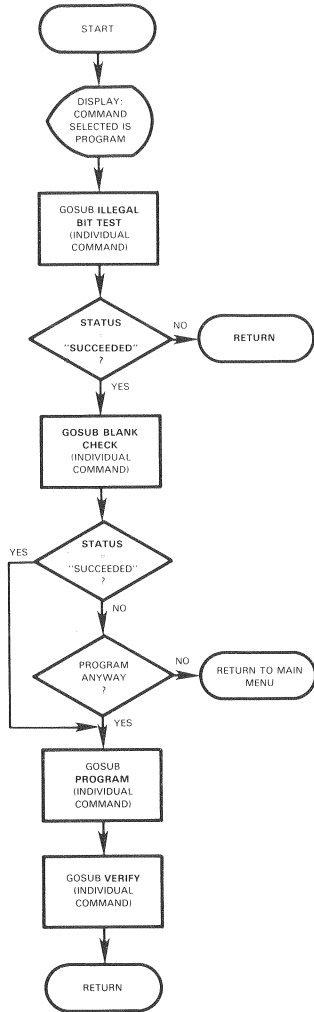 START
DISPLAY:
COMMAND
SELECTED IS
PROGRAM
GOSUB ILLEGAL
BIT TEST
(INDIVIDUAL
COMMAND)
STATUS
=
"SUCCEEDED"
?
NO
RETURN
YES
GOSUB BLANK
CHECK
(INDIVIDUAL
COMMAND)
STATUS
=
"SUCCEEDED"
?
YES
NO
PROGRAM
ANYWAY
?
NO
RETURN TO MAIN
MENU
YES
GOSUB
PROGRAM
(INDIVIDUAL
COMMAND)
GOSUB VERIFY
(INDIVIDUAL
COMMAND)
RETURN